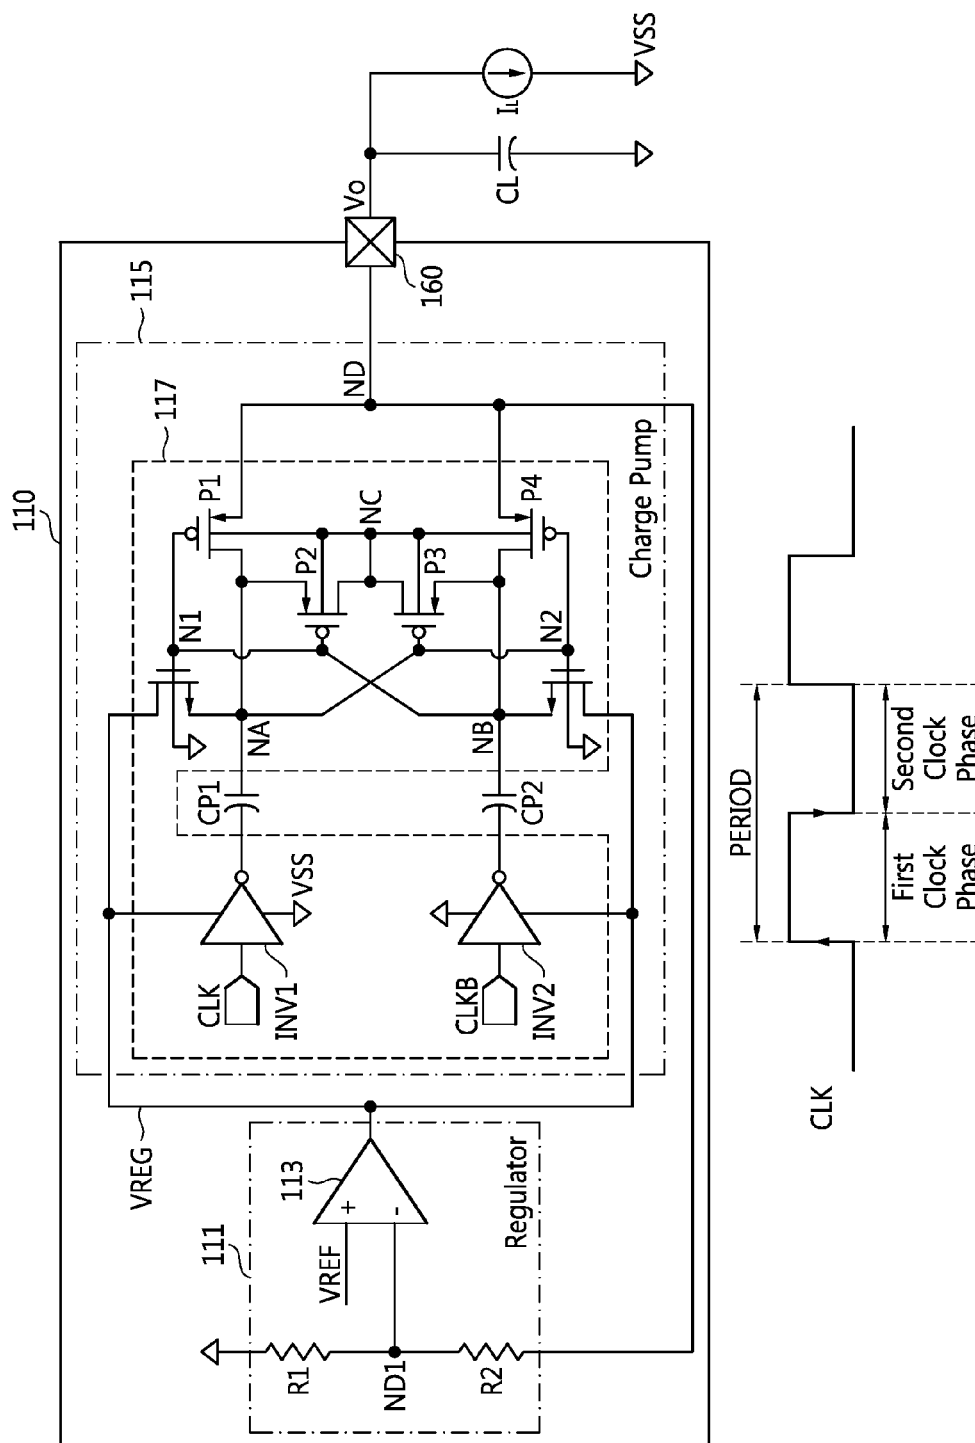 110
115
117
VREG
111
113
VREF
+
-
R1
ND1
R2
Regulator
CLK
INV1
VSS
CP1
NA
N1
P1
P2
NC
P3
ND
Vo
160
CL
IL
VSS
CLKB
INV2
CP2
NB
N2
P4
Charge Pump
CLK
PERIOD
First
Clock
Phase
Second
Clock
Phase